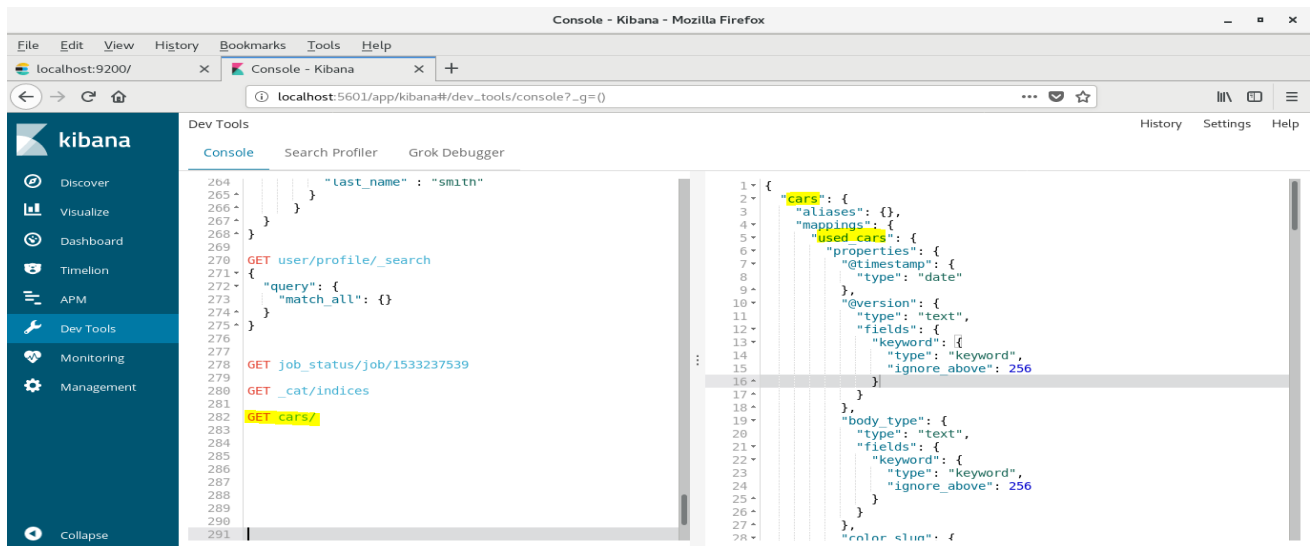 Console - Kibana - Mozilla Firefox
File Edit View History Bookmarks Tools Help
localhost:9200/
Console - Kibana
localhost:5601/app/kibana#/dev_tools/console?_g=()
kibana
Discover
Visualize
Dashboard
Timelion
APM
Dev Tools
Monitoring
Management
Collapse
Dev Tools
History Settings Help
Console Search Profiler Grok Debugger
264 "last_name" : "smith"
265 }
266 }
267 }
268 }
269
270 GET user/profile/_search
271 {
272 "query": {
273 "match_all": {}
274 }
275 }
276
277
278 GET job_status/job/1533237539
279
280 GET _cat/indices
281
282 GET cars/
283
284
285
286
287
288
289
290
291
1 {
2 "cars": {
3 "aliases": {},
4 "mappings": {
5 "used_cars": {
6 "properties": {
7 "@timestamp": {
8 "type": "date"
9 },
10 "@version": {
11 "type": "text",
12 "fields": {
13 "keyword": {
14 "type": "keyword",
15 "ignore_above": 256
16 }
17 }
18 },
19 "body_type": {
20 "type": "text",
21 "fields": {
22 "keyword": {
23 "type": "keyword",
24 "ignore_above": 256
25 }
26 }
27 },
28 "color_slug": {